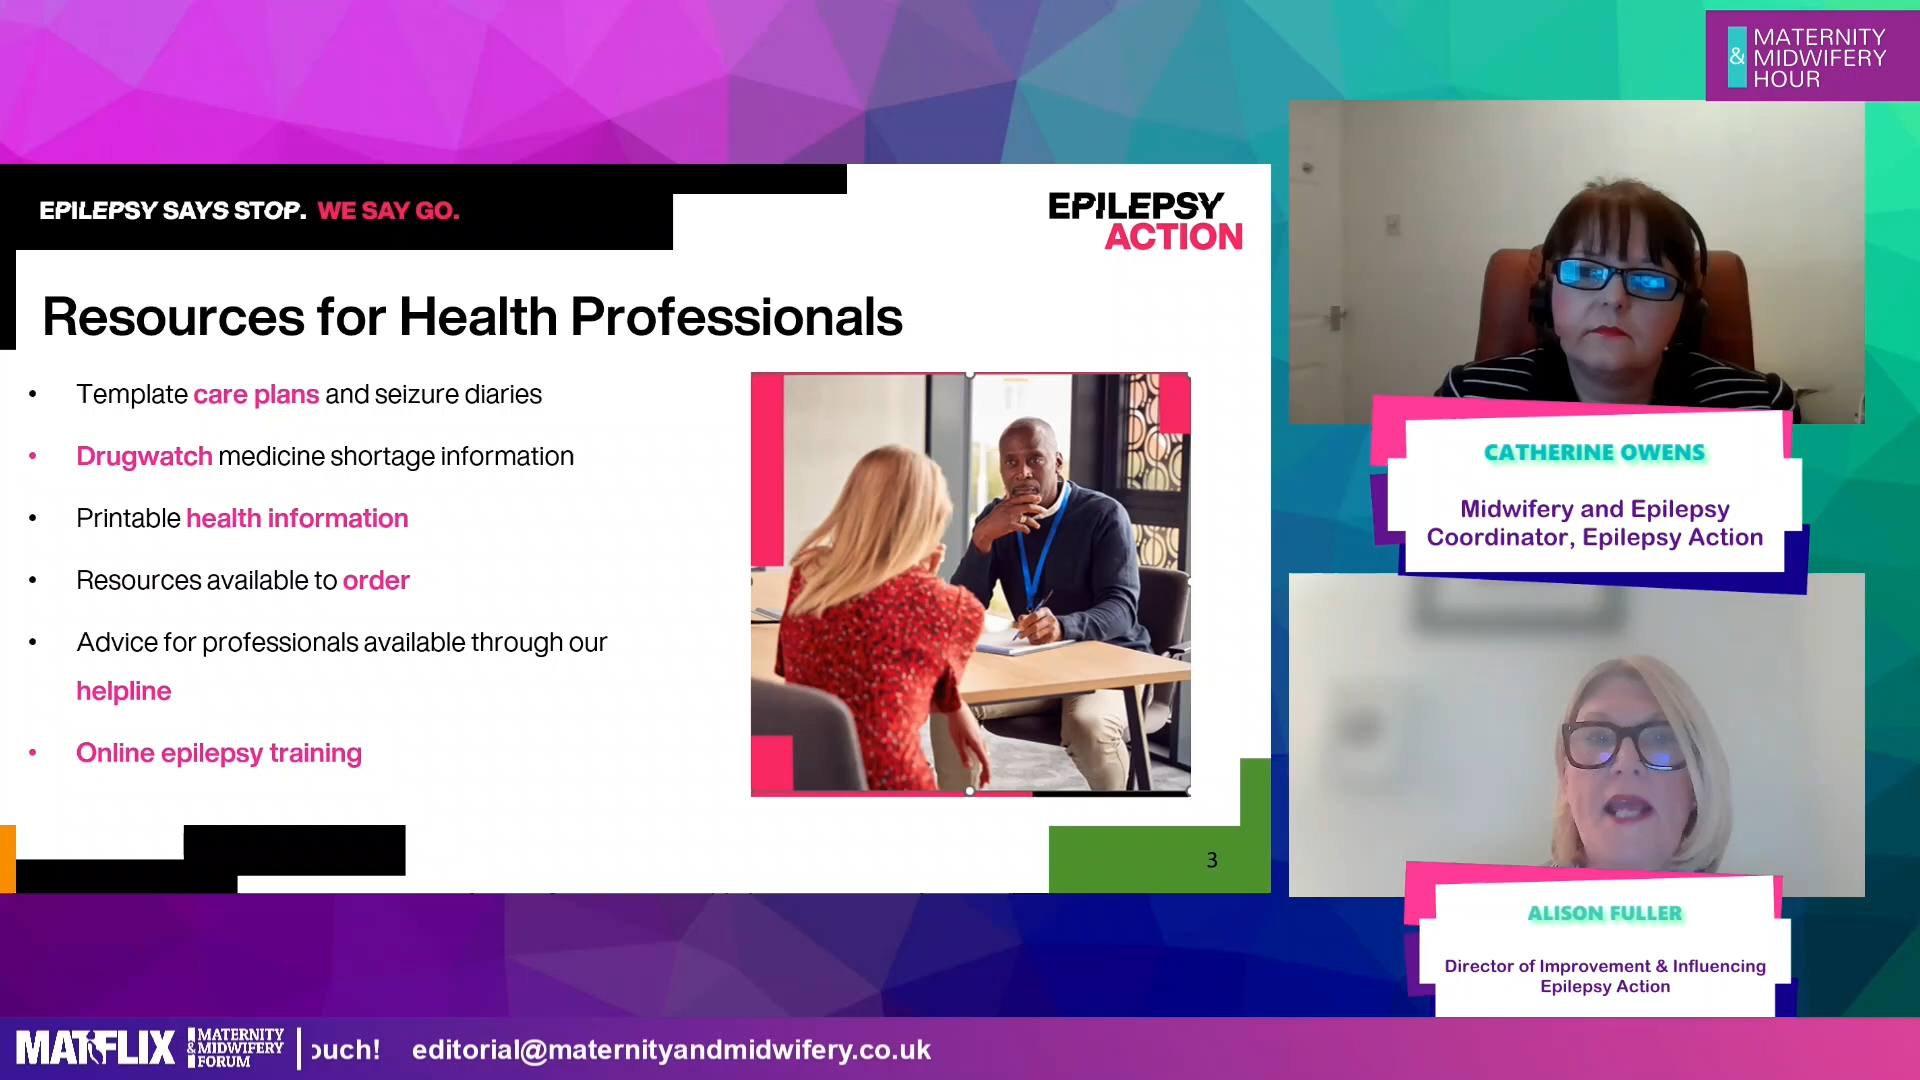 MATERNITY
&
MIDWIFERY
HOUR
EPILEPSY SAYS STOP. WE SAY GO.
EPILEPSY
ACTION
Resources for Health Professionals
• Template care plans and seizure diaries
• Drugwatch medicine shortage information
• Printable health information
• Resources available to order
• Advice for professionals available through our
helpline
• Online epilepsy training
3
CATHERINE OWENS
Midwifery and Epilepsy
Coordinator, Epilepsy Action
ALISON FULLER
Director of Improvement & Influencing
Epilepsy Action
MATFLIX
MATERNITY
& MIDWIFERY
FORUM
ouch! editorial@maternityandmidwifery.co.uk